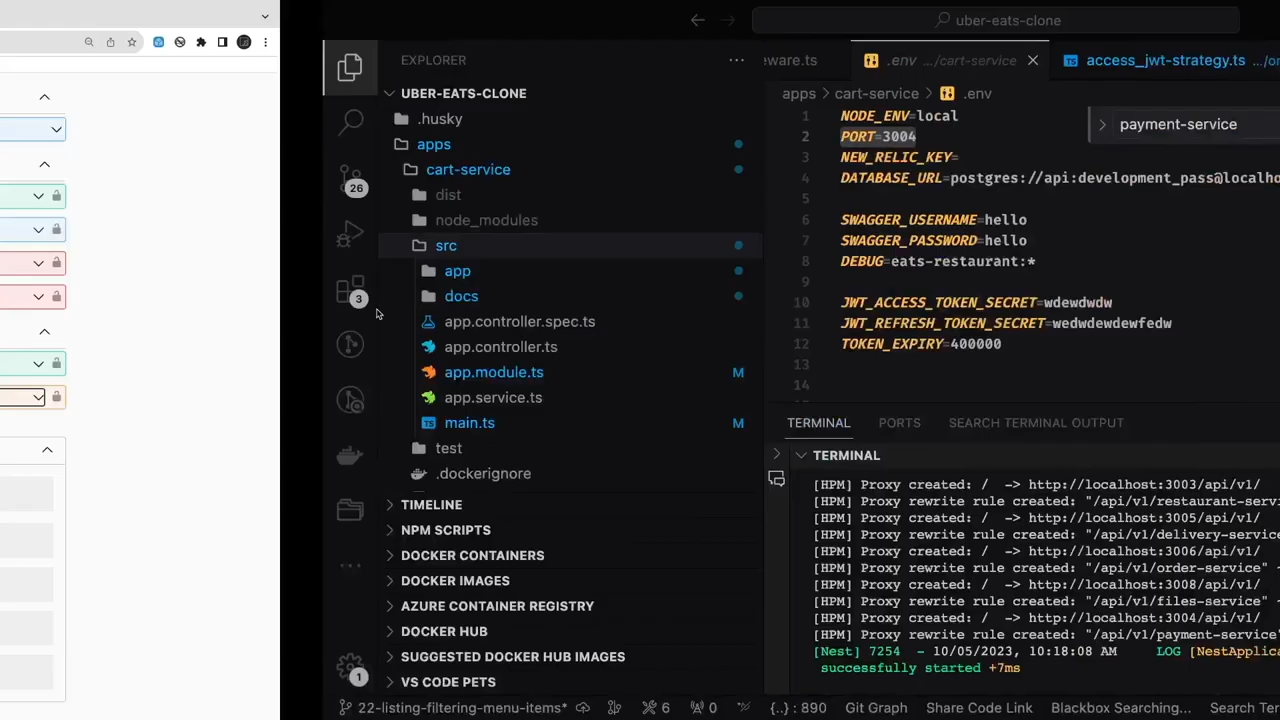 uber-eats-clone
EXPLORER
UBER-EATS-CLONE
.husky
apps
cart-service
dist
node_modules
src
app
docs
app.controller.spec.ts
app.controller.ts
app.module.ts M
app.service.ts
main.ts M
test
.dockerignore
TIMELINE
NPM SCRIPTS
DOCKER CONTAINERS
DOCKER IMAGES
AZURE CONTAINER REGISTRY
DOCKER HUB
SUGGESTED DOCKER HUB IMAGES
VS CODE PETS
26
3
1
eware.ts
.env .../cart-service
TS access_jwt-strategy.ts .../or
apps > cart-service > .env
payment-service
1 NODE_ENV=local
2 PORT=3004
3 NEW_RELIC_KEY=
4 DATABASE_URL=postgres://api:development_pass@localho
5
6 SWAGGER_USERNAME=hello
7 SWAGGER_PASSWORD=hello
8 DEBUG=eats-restaurant:*
9
10 JWT_ACCESS_TOKEN_SECRET=wdewdwdw
11 JWT_REFRESH_TOKEN_SECRET=wedwdewdewfedw
12 TOKEN_EXPIRY=400000
13
14
TERMINAL PORTS SEARCH TERMINAL OUTPUT
TERMINAL
[HPM] Proxy created: / -> http://localhost:3003/api/v1/
[HPM] Proxy rewrite rule created: "/api/v1/restaurant-servi
[HPM] Proxy created: / -> http://localhost:3005/api/v1/
[HPM] Proxy rewrite rule created: "/api/v1/delivery-service
[HPM] Proxy created: / -> http://localhost:3006/api/v1/
[HPM] Proxy rewrite rule created: "/api/v1/order-service" ~
[HPM] Proxy created: / -> http://localhost:3008/api/v1/
[HPM] Proxy rewrite rule created: "/api/v1/files-service" ~
[HPM] Proxy created: / -> http://localhost:3004/api/v1/
[HPM] Proxy rewrite rule created: "/api/v1/payment-service"
[Nest] 7254 - 10/05/2023, 10:18:08 AM LOG [NestApplica
successfully started +7ms
22-listing-filtering-menu-items* 6 0 {..} : 890 Git Graph Share Code Link Blackbox Searching... Search Term